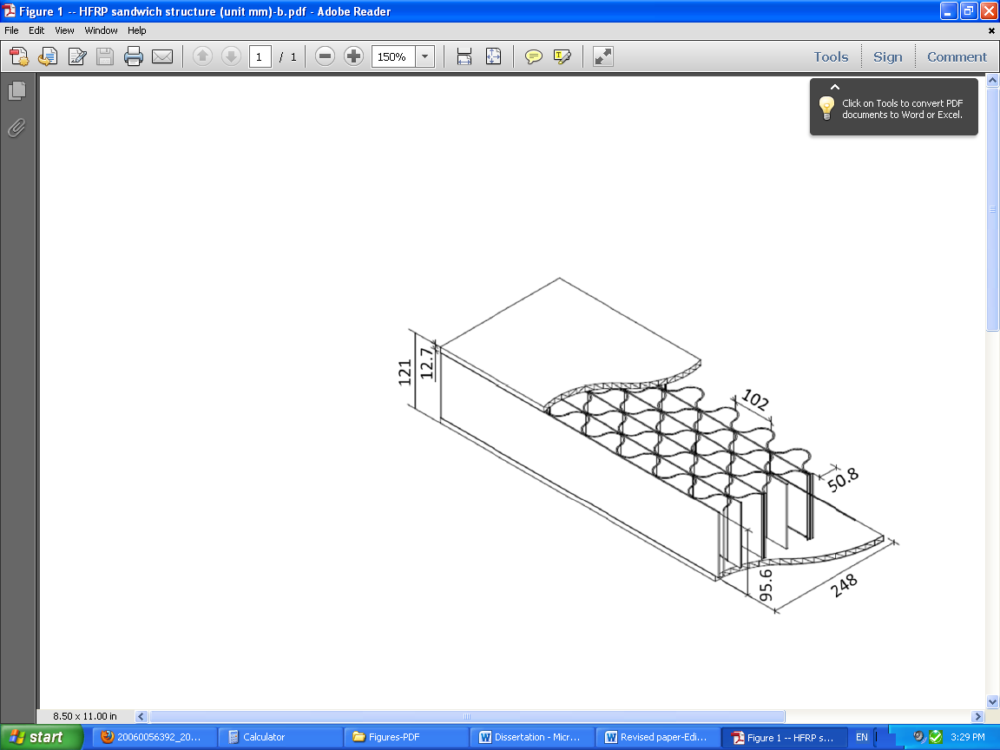 Figure 1 -- HFRP sandwich structure (unit mm)-b.pdf - Adobe Reader
File Edit View Window Help
1 / 1 150% Tools Sign Comment
Click on Tools to convert PDF
documents to Word or Excel.
121
12.7
102
50.8
95.6
248
8.50 x 11.00 in
start 20060056392_20... Calculator Figures-PDF Dissertation - Micr... Revised paper-Edi... Figure 1 -- HFRP s... EN 3:29 PM